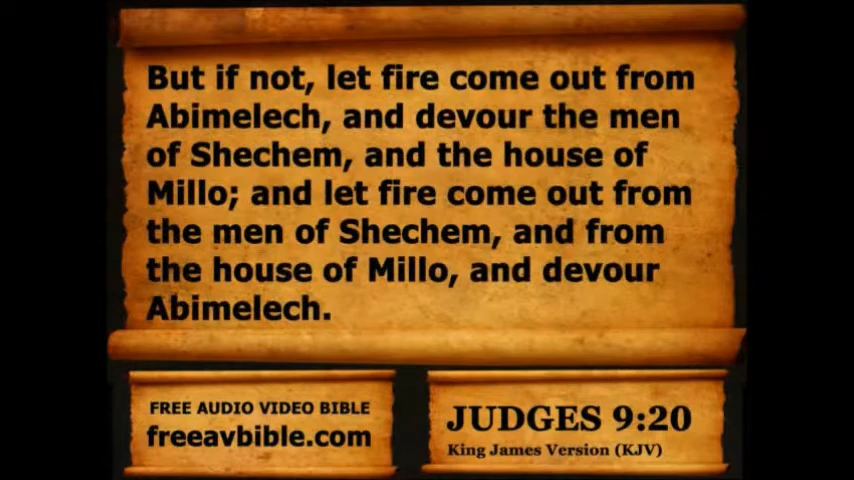 But if not, let fire come out from
Abimelech, and devour the men
of Shechem, and the house of
Millo; and let fire come out from
the men of Shechem, and from
the house of Millo, and devour
Abimelech.
FREE AUDIO VIDEO BIBLE
freeavbible.com
JUDGES 9:20
King James Version (KJV)